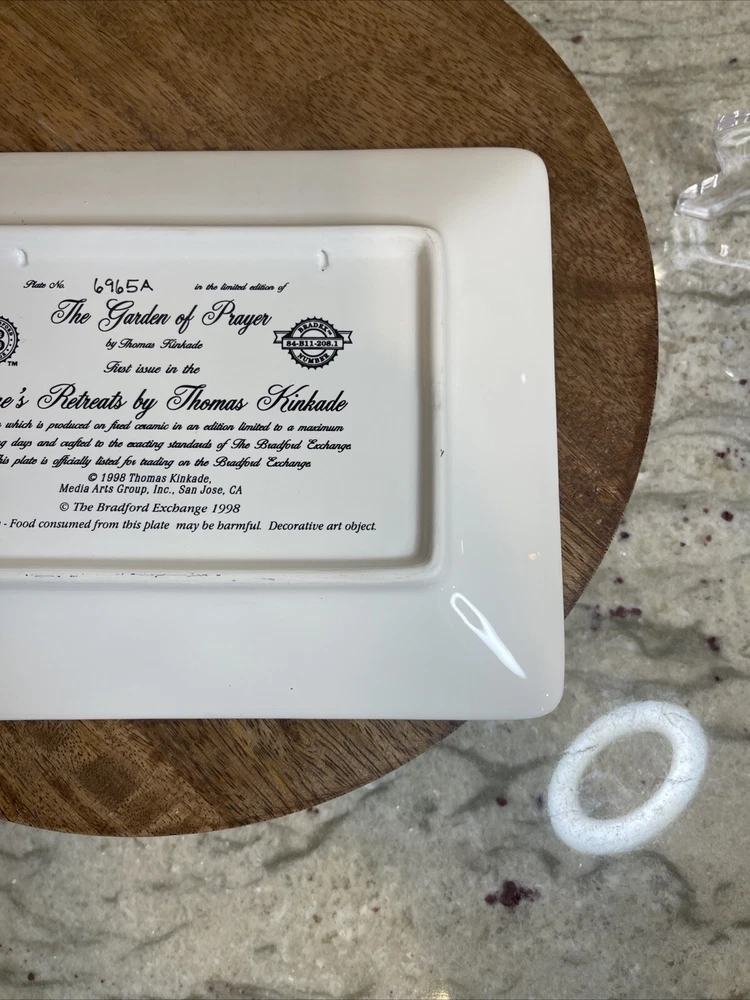 Plate No. 6965A in the limited edition of
The Garden of Prayer
by Thomas Kinkade
First issue in the
BRADEX™
84-B11-208.1
NUMBER
™
e's Retreats by Thomas Kinkade
which is produced on fired ceramic in an edition limited to a maximum
g days and crafted to the exacting standards of The Bradford Exchange.
his plate is officially listed for trading on the Bradford Exchange.
© 1998 Thomas Kinkade,
Media Arts Group, Inc., San Jose, CA
© The Bradford Exchange 1998
- Food consumed from this plate may be harmful. Decorative art object.